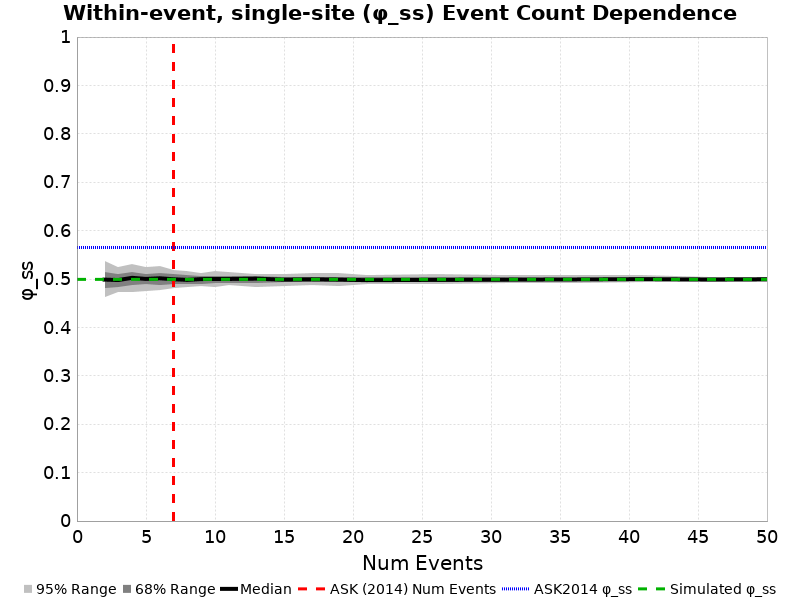 Within-event, single-site (φ_ss) Event Count Dependence
1
0.9
0.8
0.7
0.6
0.5
0.4
0.3
0.2
0.1
0
φ_ss
0 5 10 15 20 25 30 35 40 45 50
Num Events
95% Range 68% Range Median ASK (2014) Num Events ASK2014 φ_ss Simulated φ_ss